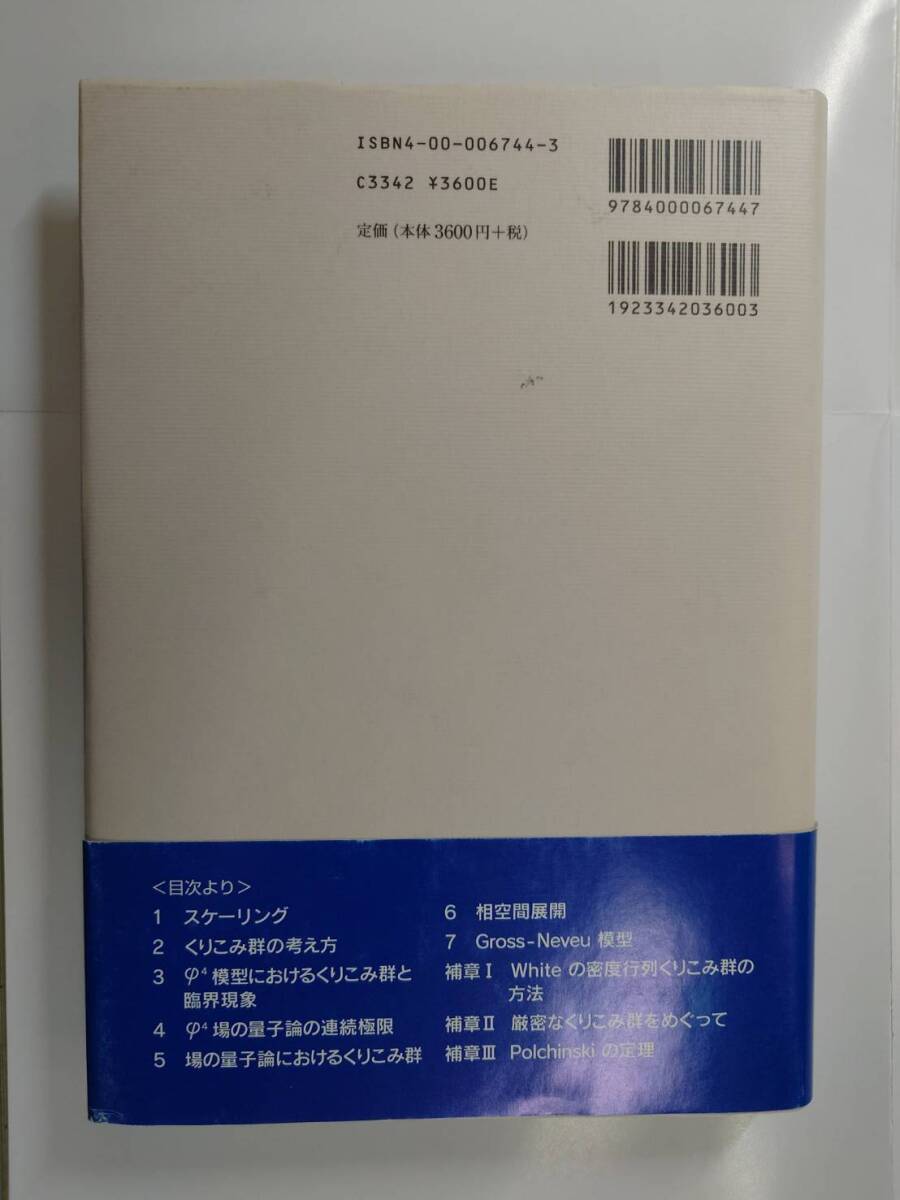 ISBN4-00-006744-3
C3342 ¥3600E
定価(本体3600円+税)
9784000067447
1923342036003
<目次より>
1 スケーリング
2 くりこみ群の考え方
3 φ⁴模型におけるくりこみ群と
臨界現象
4 φ⁴場の量子論の連続極限
5 場の量子論におけるくりこみ群
6 相空間展開
7 Gross-Neveu 模型
補章Ⅰ White の密度行列くりこみ群の
方法
補章Ⅱ 厳密なくりこみ群をめぐって
補章Ⅲ Polchinski の定理